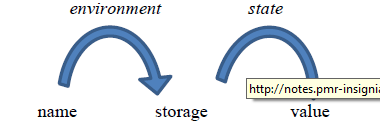 environment state
http://notes.pmr-insignia
name storage value